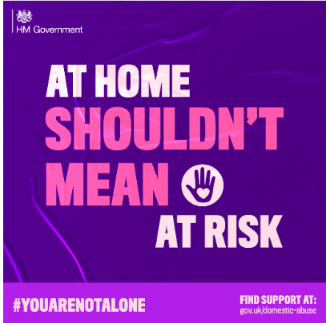 HM Government
AT HOME
SHOULDN'T
MEAN
AT RISK
#YOUARENOTALONE
FIND SUPPORT AT:
gov.uk/domestic-abuse